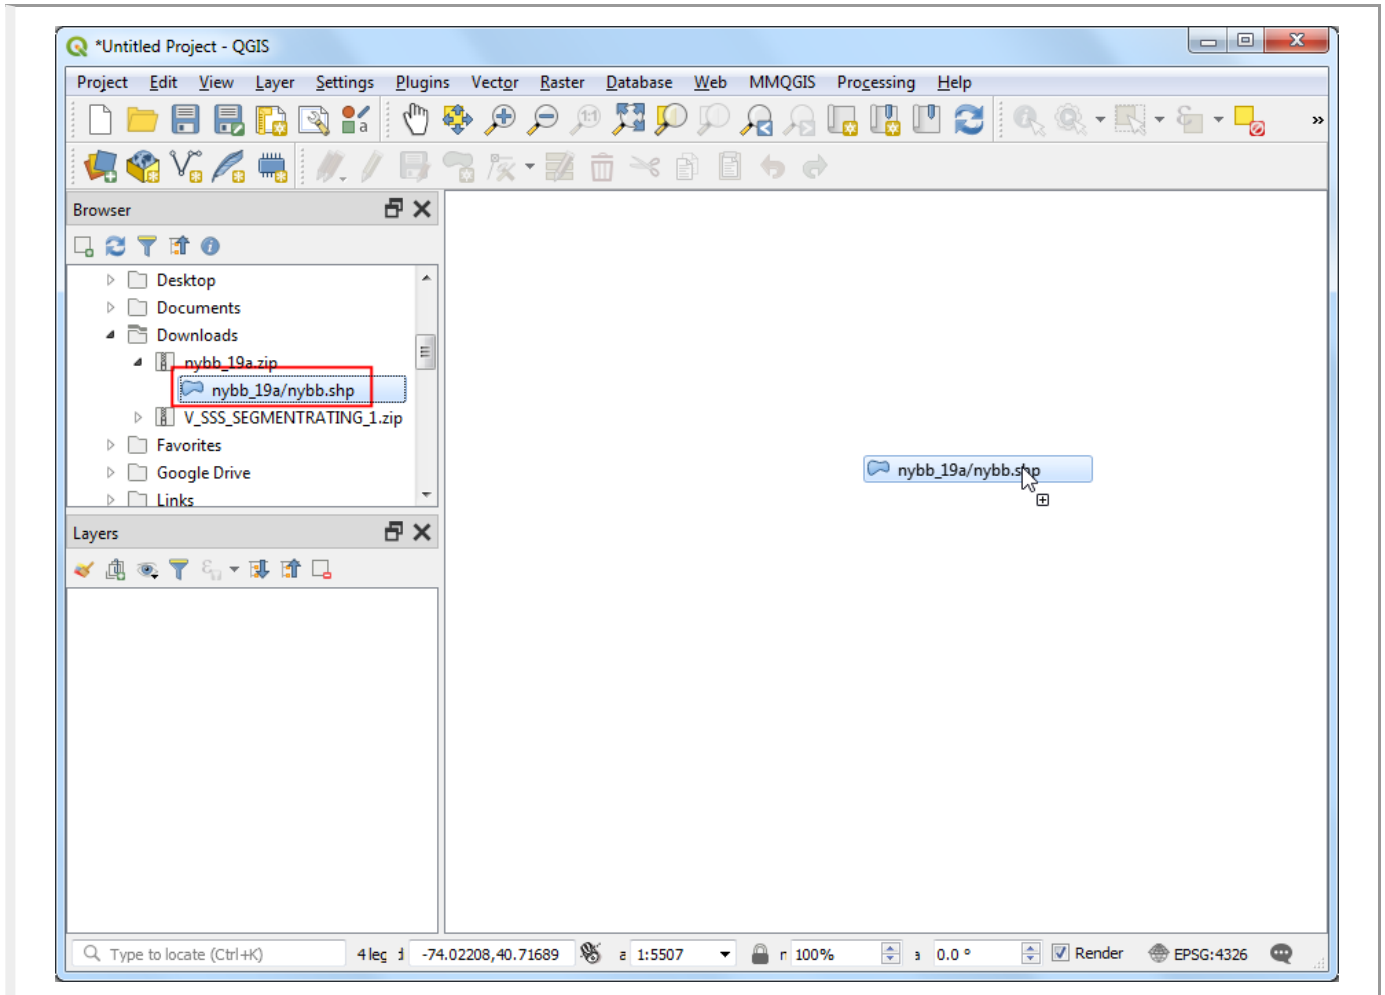 *Untitled Project - QGIS
Project Edit View Layer Settings Plugins Vector Raster Database Web MMQGIS Processing Help
Browser
Desktop
Documents
Downloads
nybb_19a.zip
nybb_19a/nybb.shp
V_SSS_SEGMENTRATING_1.zip
Favorites
Google Drive
Links
nybb_19a/nybb.shp
Layers
Type to locate (Ctrl+K) 4 leg -74.02208,40.71689 1:5507 100% 0.0 ° Render EPSG:4326